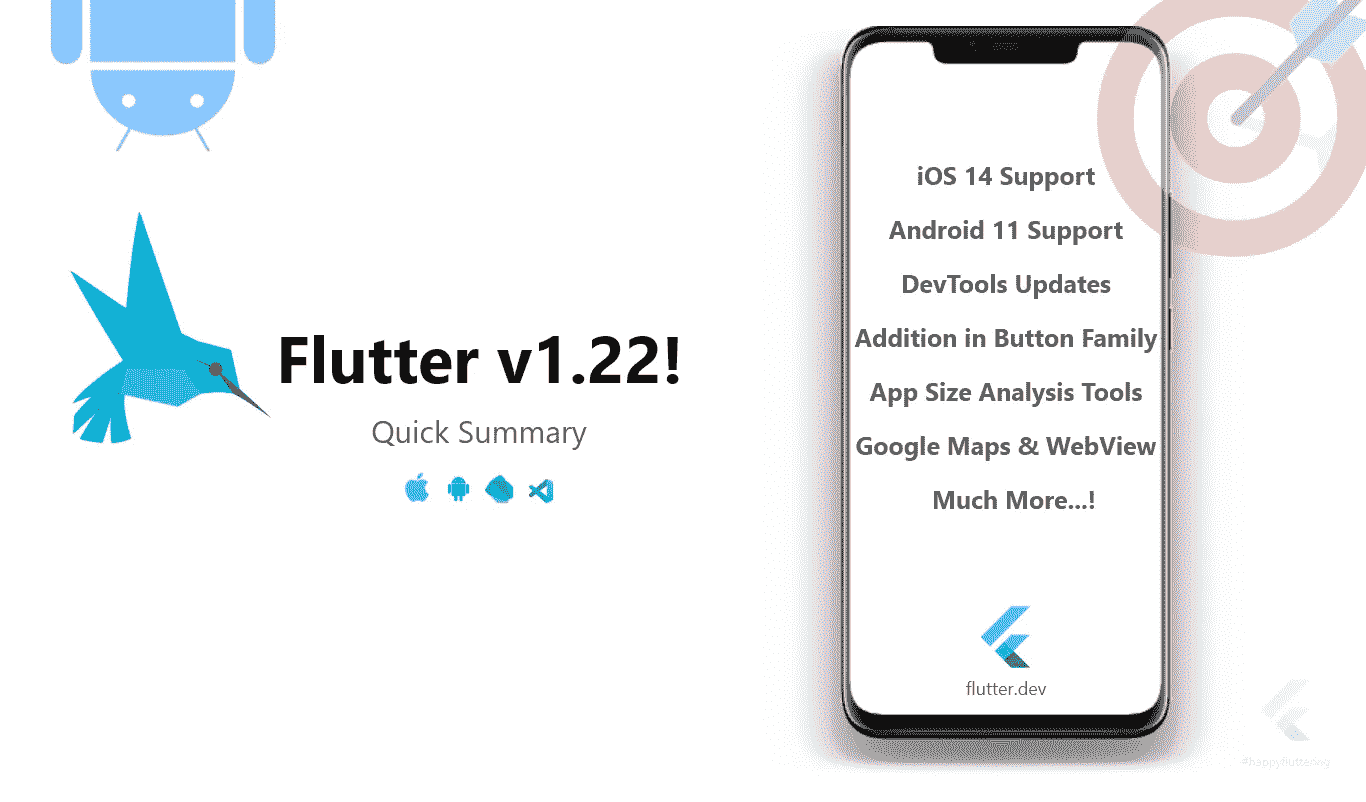 Flutter v1.22!
Quick Summary
iOS 14 Support
Android 11 Support
DevTools Updates
Addition in Button Family
App Size Analysis Tools
Google Maps & WebView
Much More...!
flutter.dev
#happyfluttering